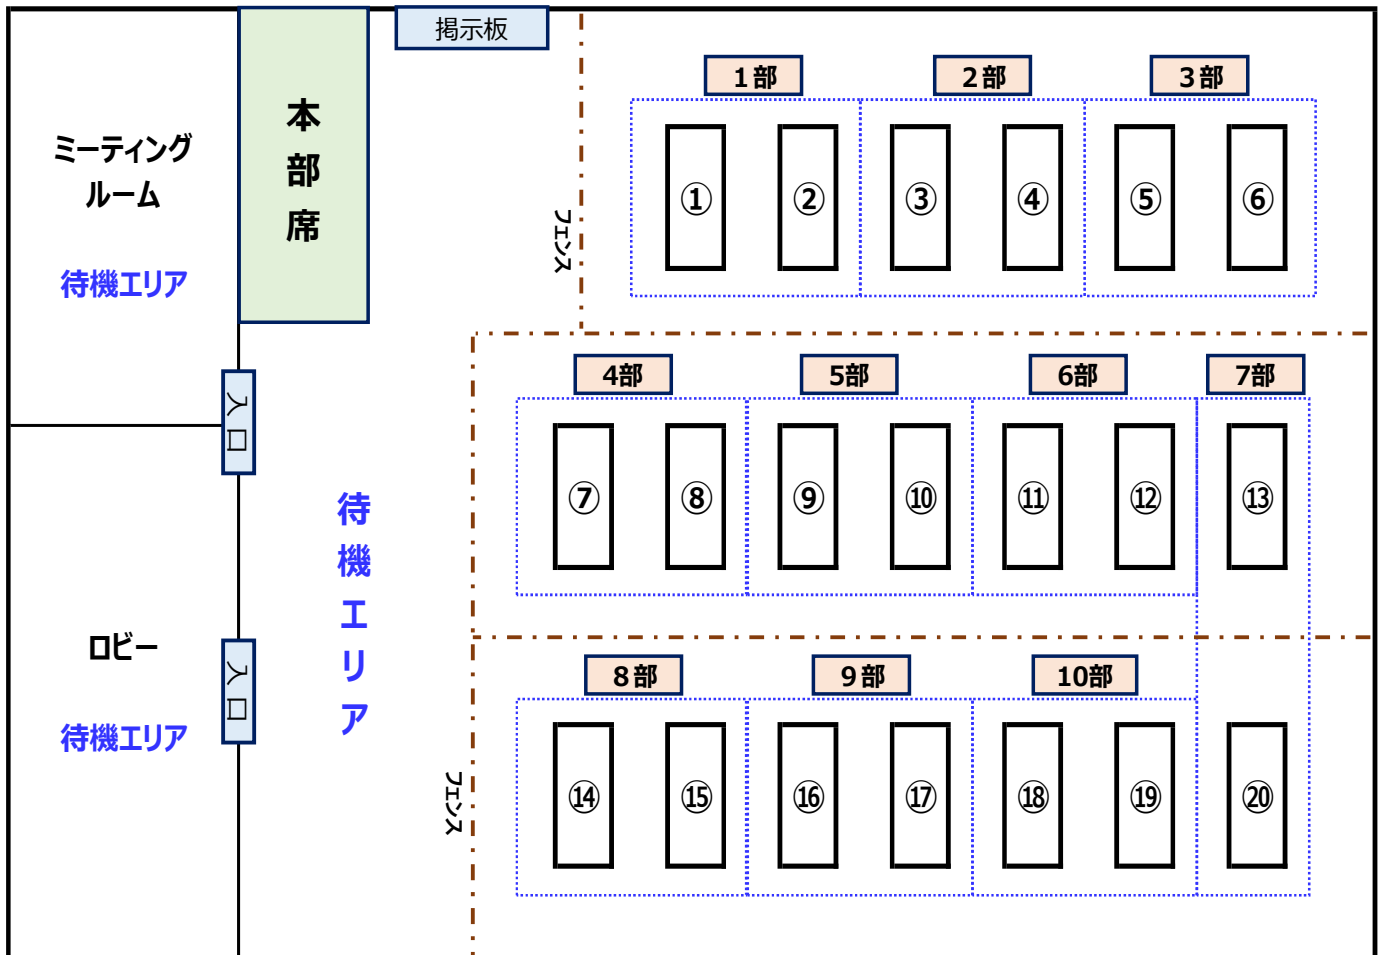 掲示板
本部席
ミーティング
ルーム
待機エリア
入口
ロビー
待機エリア
入口
待機エリア
フェンス
1部
2部
3部
①
②
③
④
⑤
⑥
4部
5部
6部
7部
⑦
⑧
⑨
⑩
⑪
⑫
⑬
フェンス
8部
9部
10部
⑭
⑮
⑯
⑰
⑱
⑲
⑳